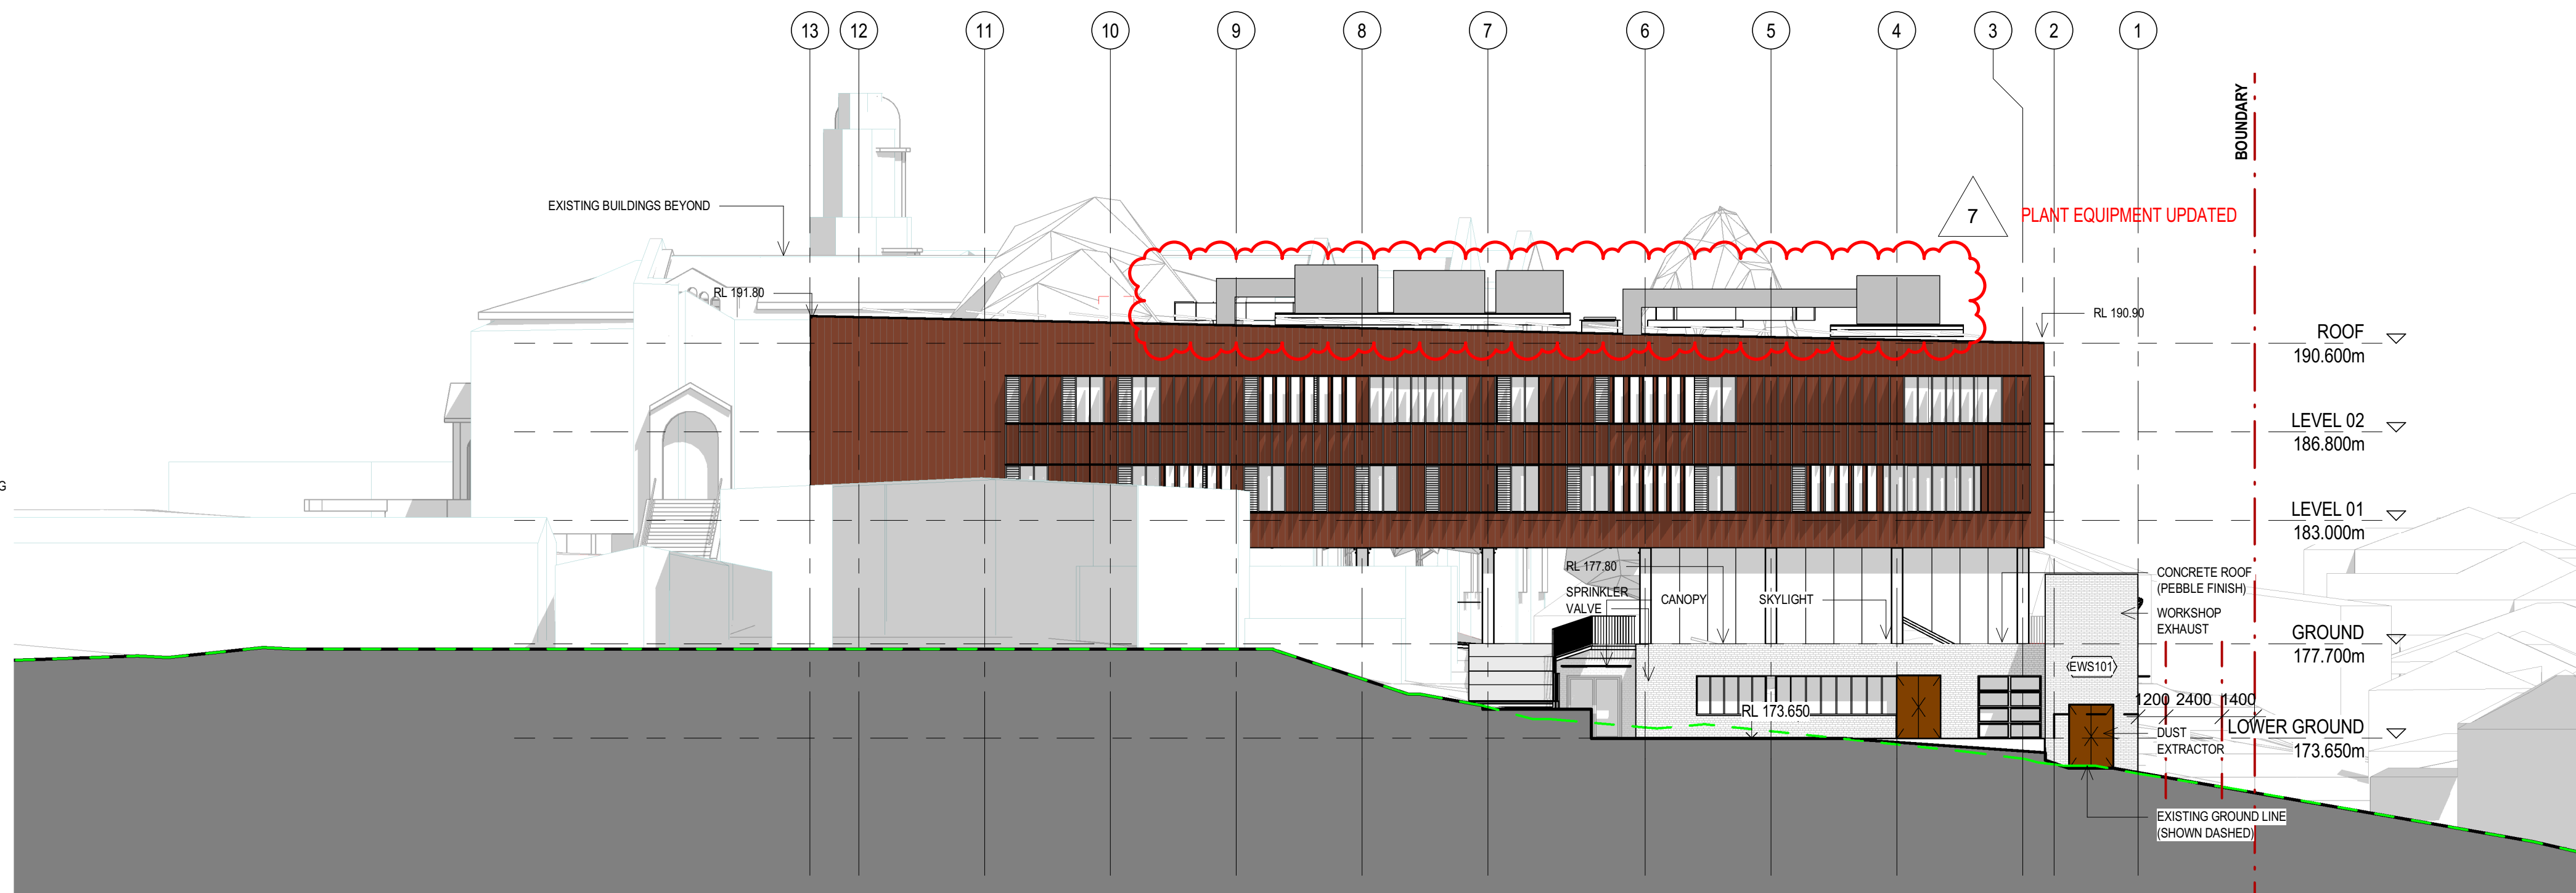 13
12
11
10
9
8
7
6
5
4
3
2
1
BOUNDARY
EXISTING BUILDINGS BEYOND
7
PLANT EQUIPMENT UPDATED
RL 191.80
RL 190.90
ROOF
190.600m
LEVEL 02
186.800m
G
LEVEL 01
183.000m
RL 177.80
SPRINKLER
VALVE
CANOPY
SKYLIGHT
CONCRETE ROOF
(PEBBLE FINISH)
WORKSHOP
EXHAUST
GROUND
177.700m
EWS101
1200
2400
1400
RL 173.650
LOWER GROUND
173.650m
DUST
EXTRACTOR
EXISTING GROUND LINE
(SHOWN DASHED)